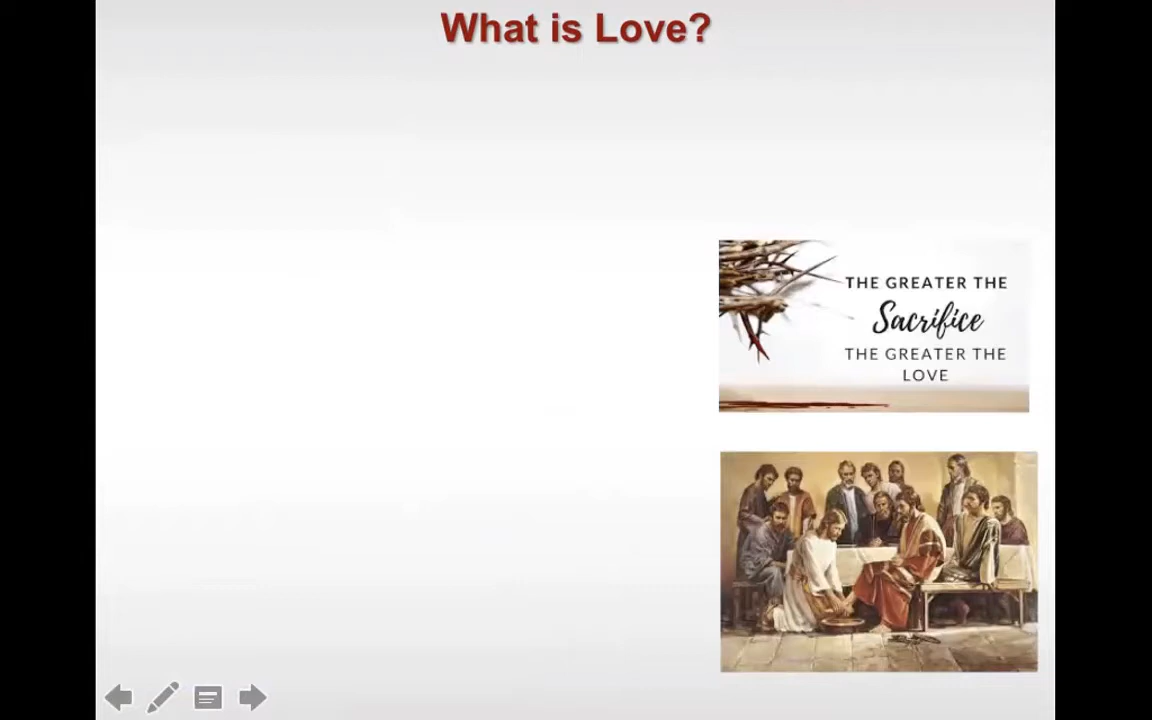 What is Love?
THE GREATER THE
Sacrifice
THE GREATER THE
LOVE